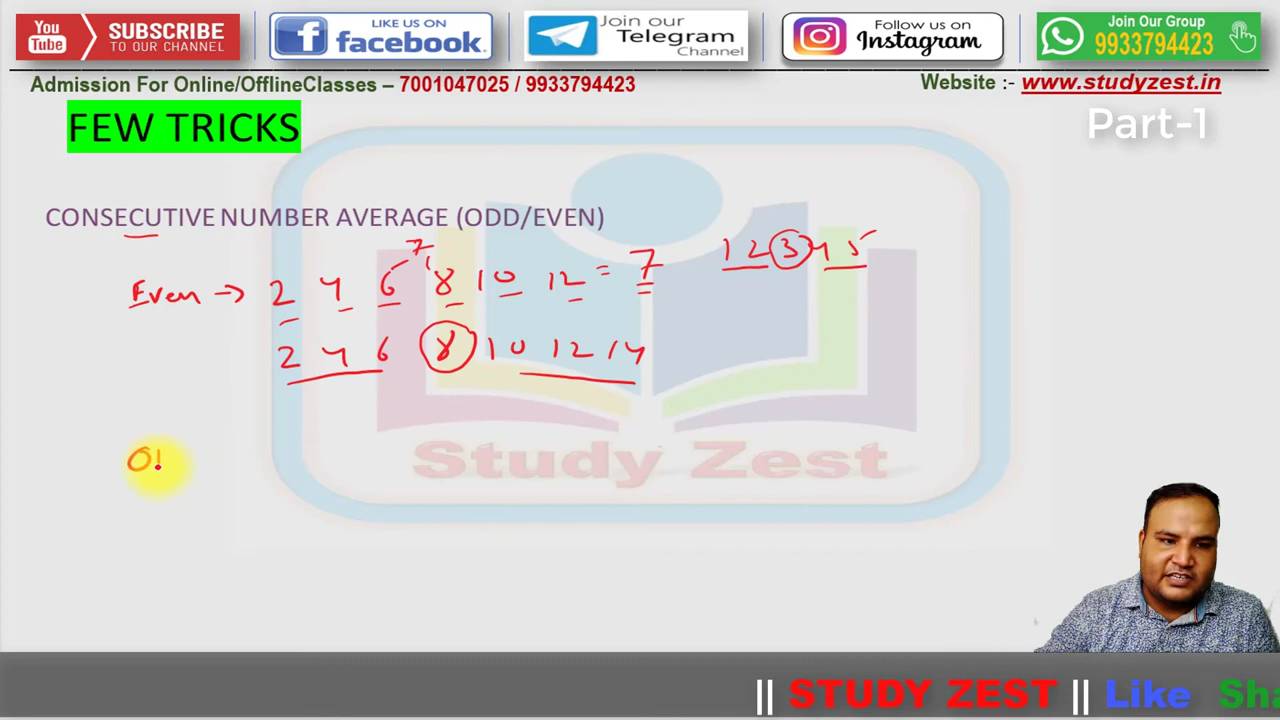 You Tube SUBSCRIBE TO OUR CHANNEL
LIKE US ON facebook.
Join our Telegram Channel
Follow us on Instagram
Join Our Group 9933794423
Admission For Online/OfflineClasses – 7001047025 / 9933794423
Website :- www.studyzest.in
FEW TRICKS
Part-1
CONSECUTIVE NUMBER AVERAGE (ODD/EVEN)
7
1 2 3 4 5
Even → 2 4 6 8 10 12 = 7
2 4 6 8 10 12 14
Study Zest
|| STUDY ZEST || Like Sha